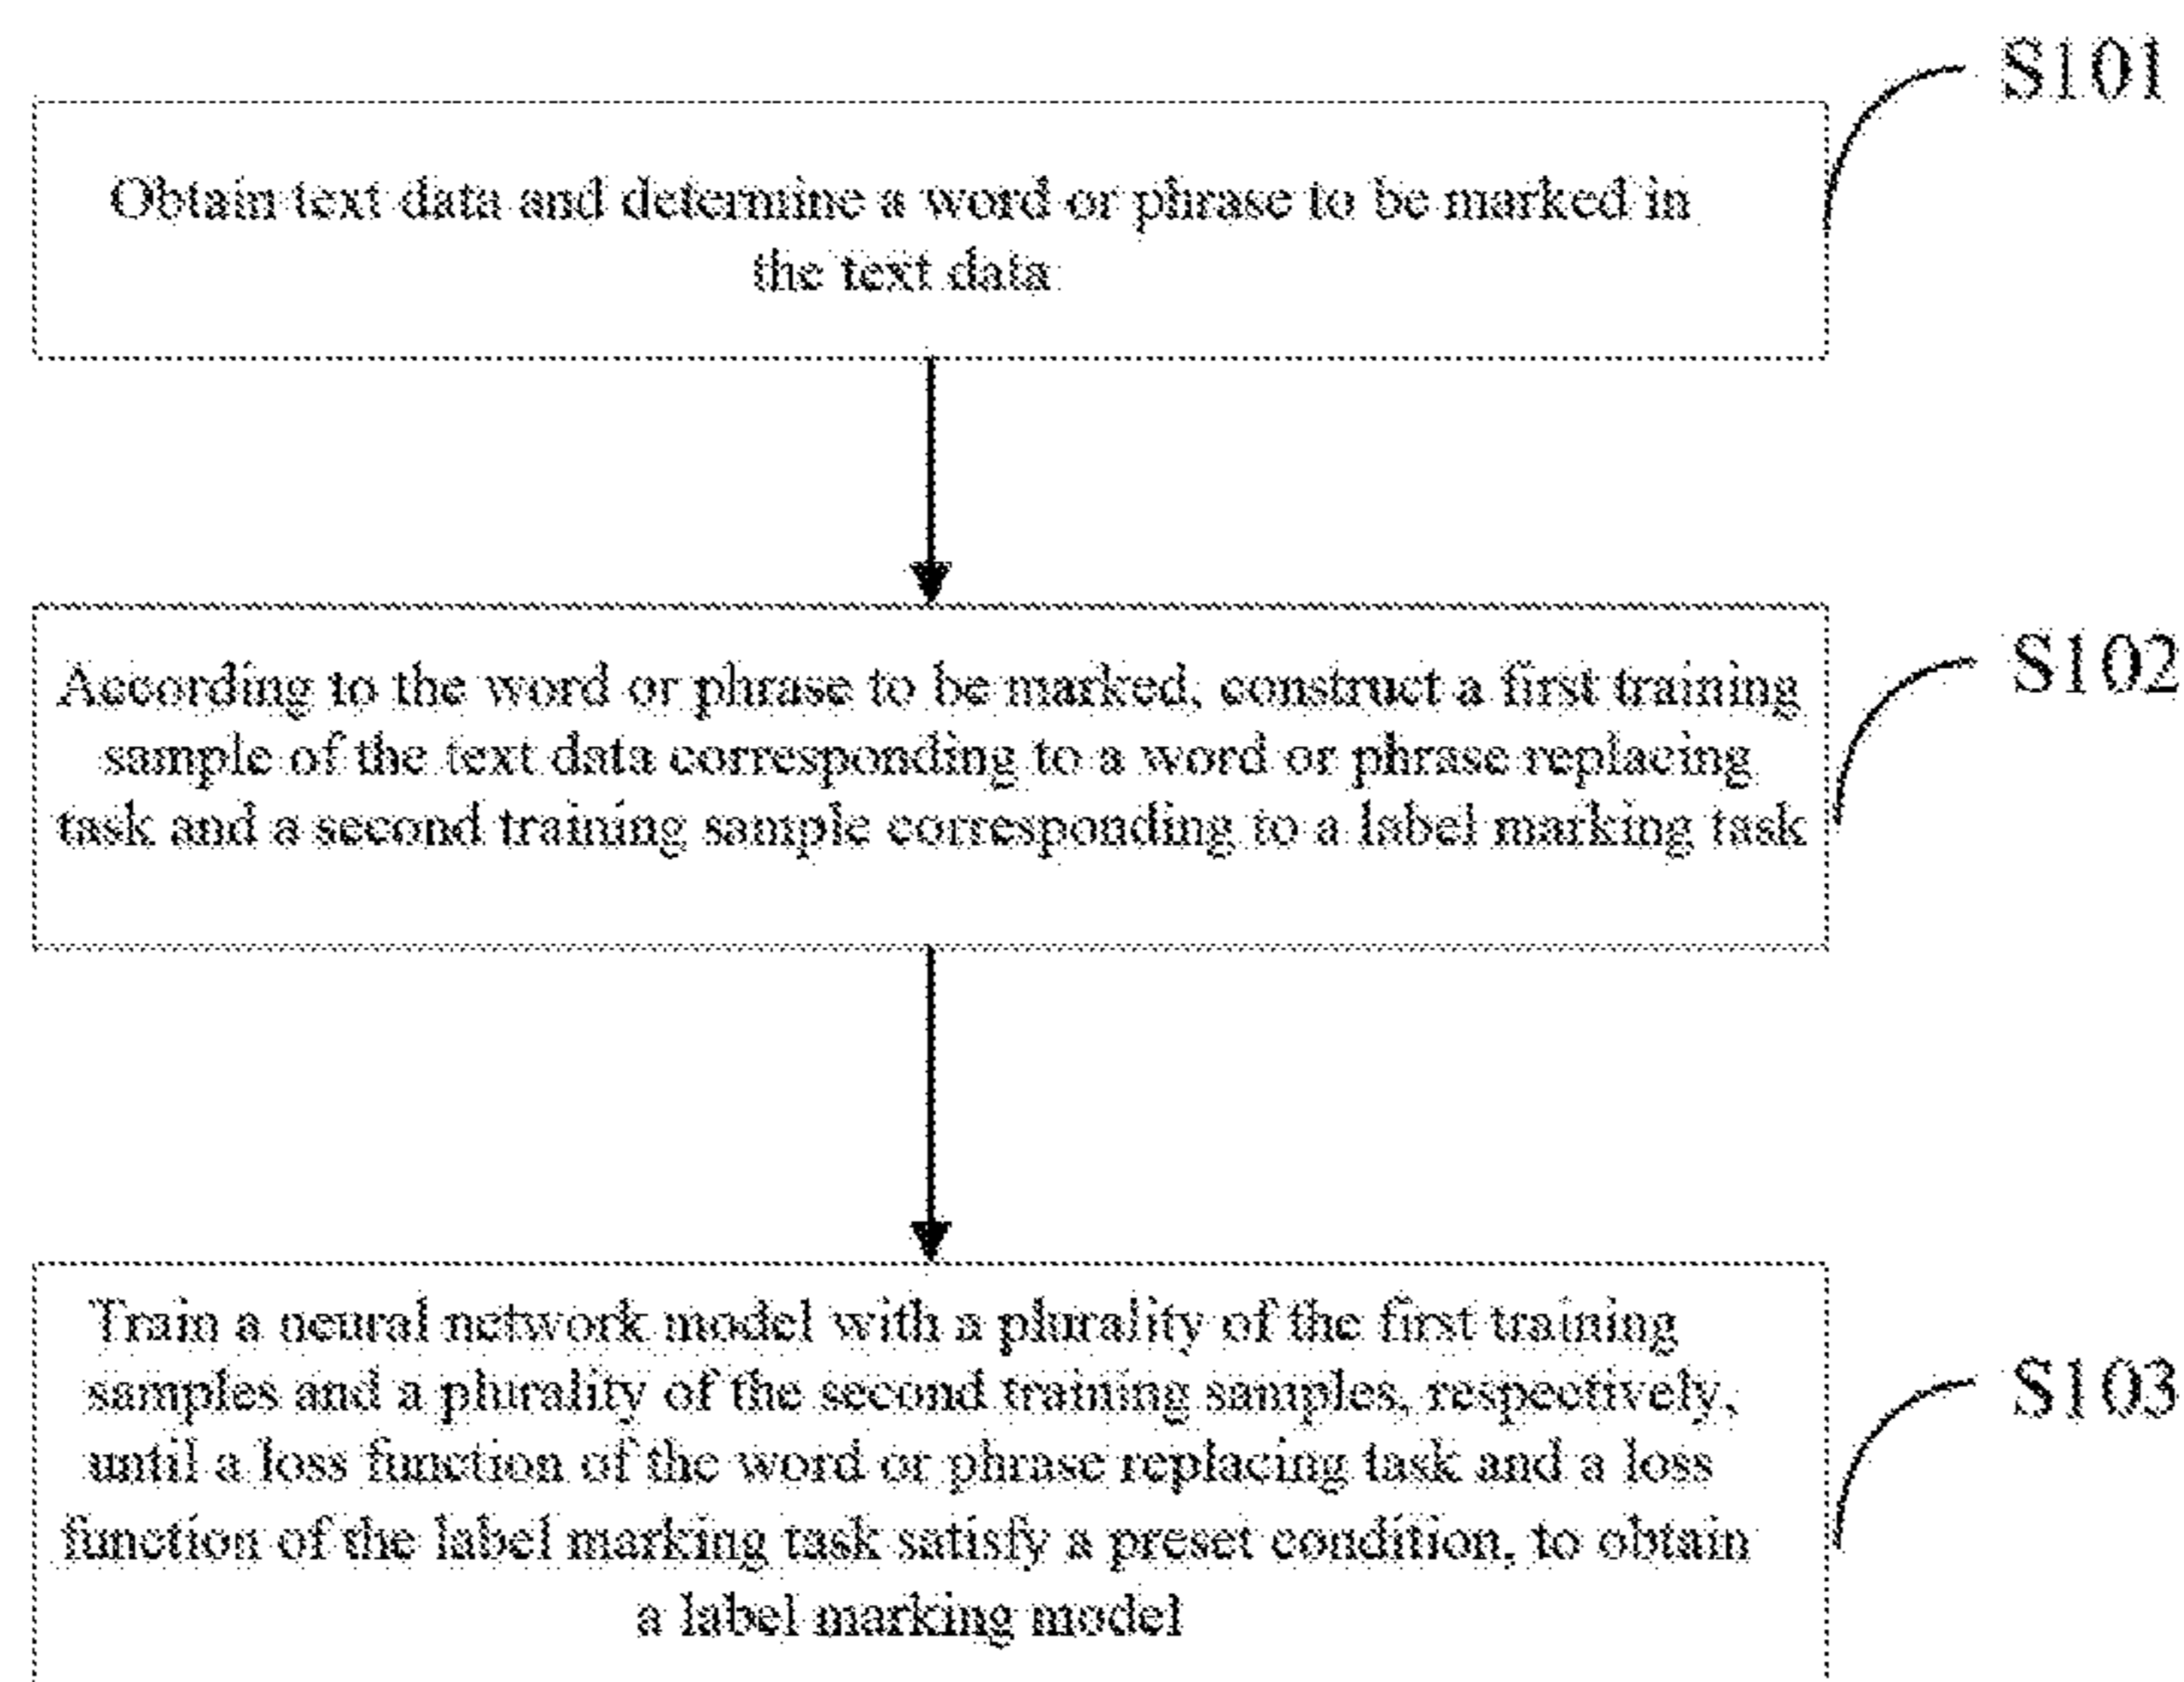 S101
Obtain text data and determine a word or phrase to be marked in
the text data
S102
According to the word or phrase to be marked, construct a first training
sample of the text data corresponding to a word or phrase replacing
task and a second training sample corresponding to a label marking task
Train a neural network model with a plurality of the first training
S103
samples and a plurality of the second training samples, respectively,
until a loss function of the word or phrase replacing task and a loss
function of the label marking task satisfy a preset condition, to obtain
a label marking model